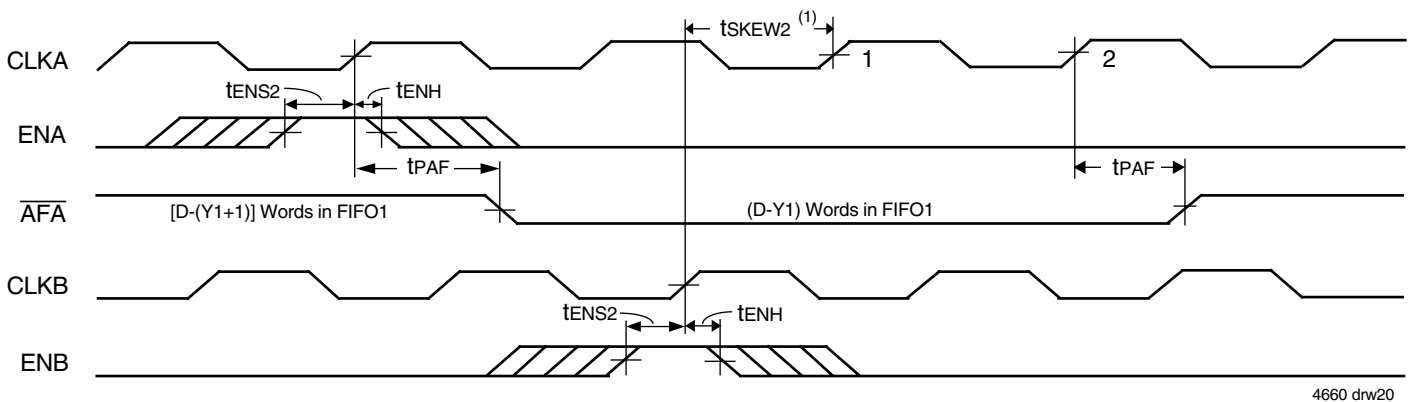 tSKEW2 (1)
CLKA
1
2
tENS2
tENH
ENA
tPAF
tPAF
AFA
[D-(Y1+1)] Words in FIFO1
(D-Y1) Words in FIFO1
CLKB
tENS2
tENH
ENB
4660 drw20